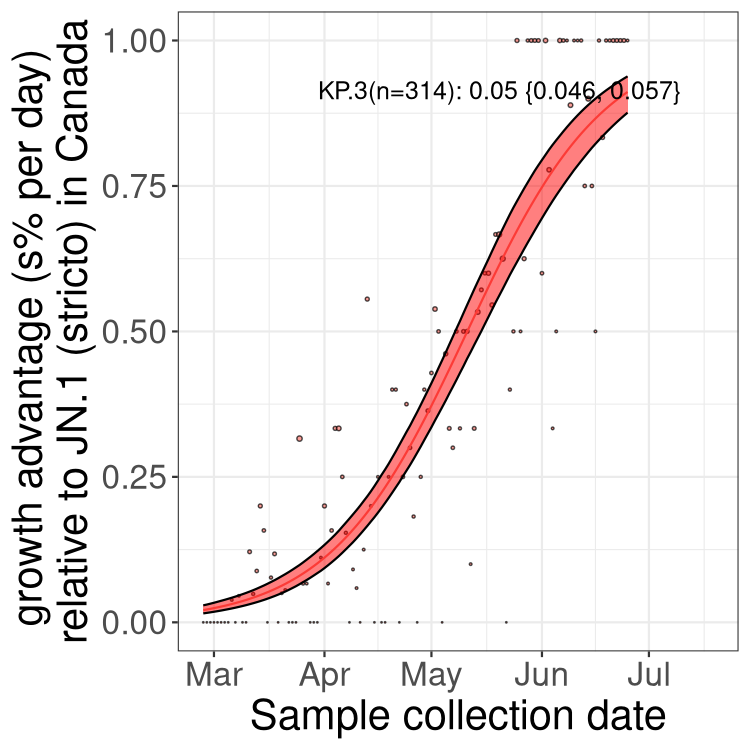 growth advantage (s% per day)
relative to JN.1 (stricto) in Canada
1.00
0.75
0.50
0.25
0.00
KP.3(n=314): 0.05 {0.046, 0.057}
Mar Apr May Jun Jul
Sample collection date